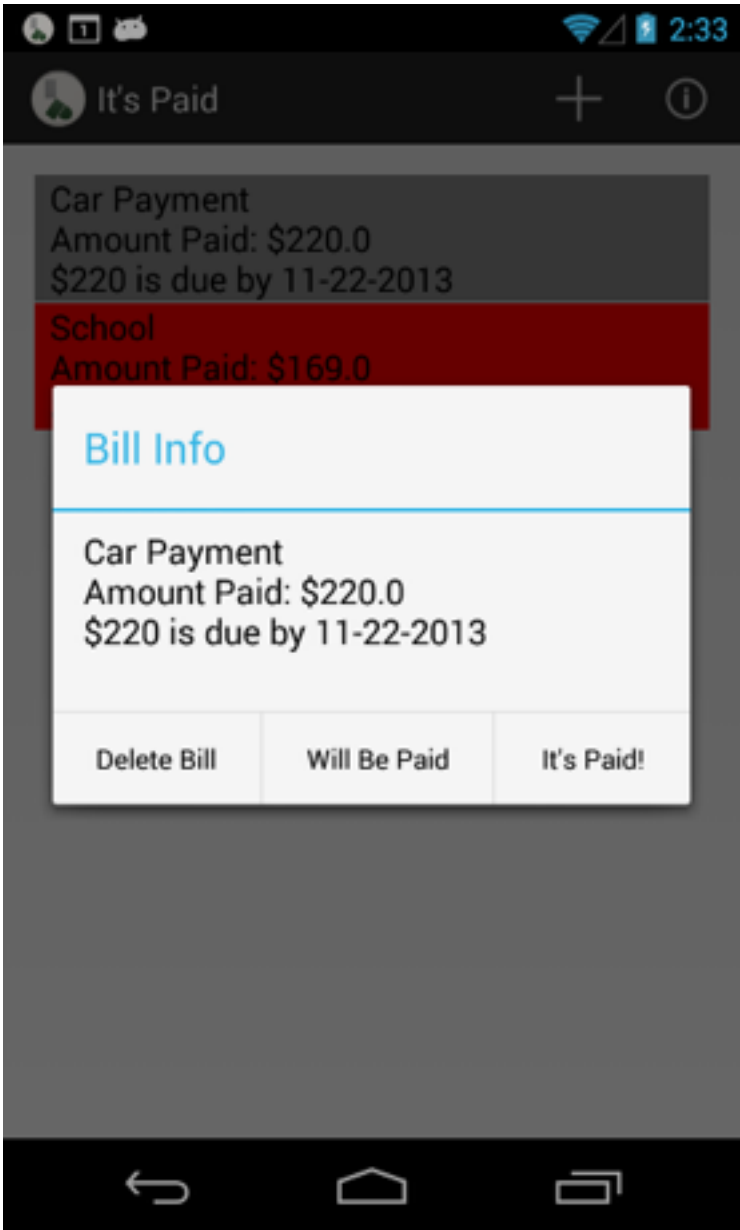 1
2:33
It's Paid
Car Payment
Amount Paid: $220.0
$220 is due by 11-22-2013
School
Amount Paid: $169.0
Bill Info
Car Payment
Amount Paid: $220.0
$220 is due by 11-22-2013
Delete Bill
Will Be Paid
It's Paid!